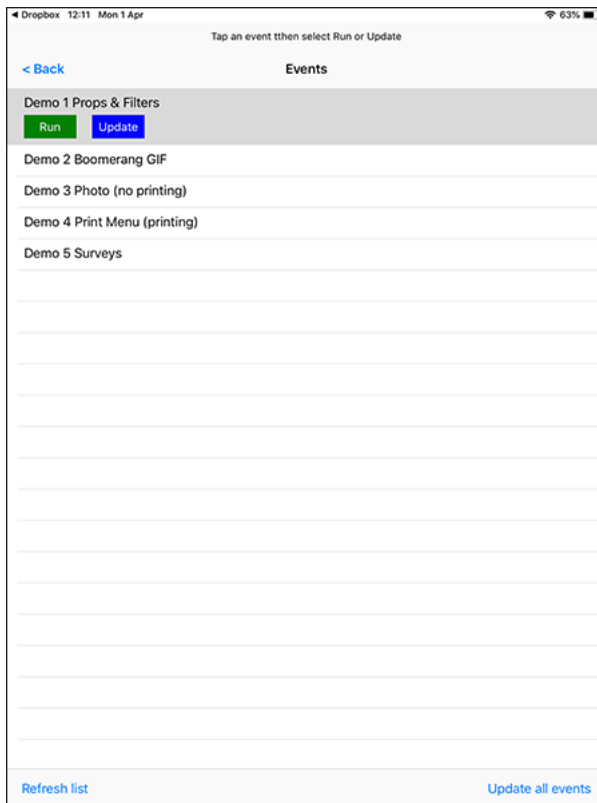 ◀ Dropbox 12:11 Mon 1 Apr 63%
Tap an event tthen select Run or Update
< Back Events
Demo 1 Props & Filters
Run Update
Demo 2 Boomerang GIF
Demo 3 Photo (no printing)
Demo 4 Print Menu (printing)
Demo 5 Surveys
Refresh list Update all events